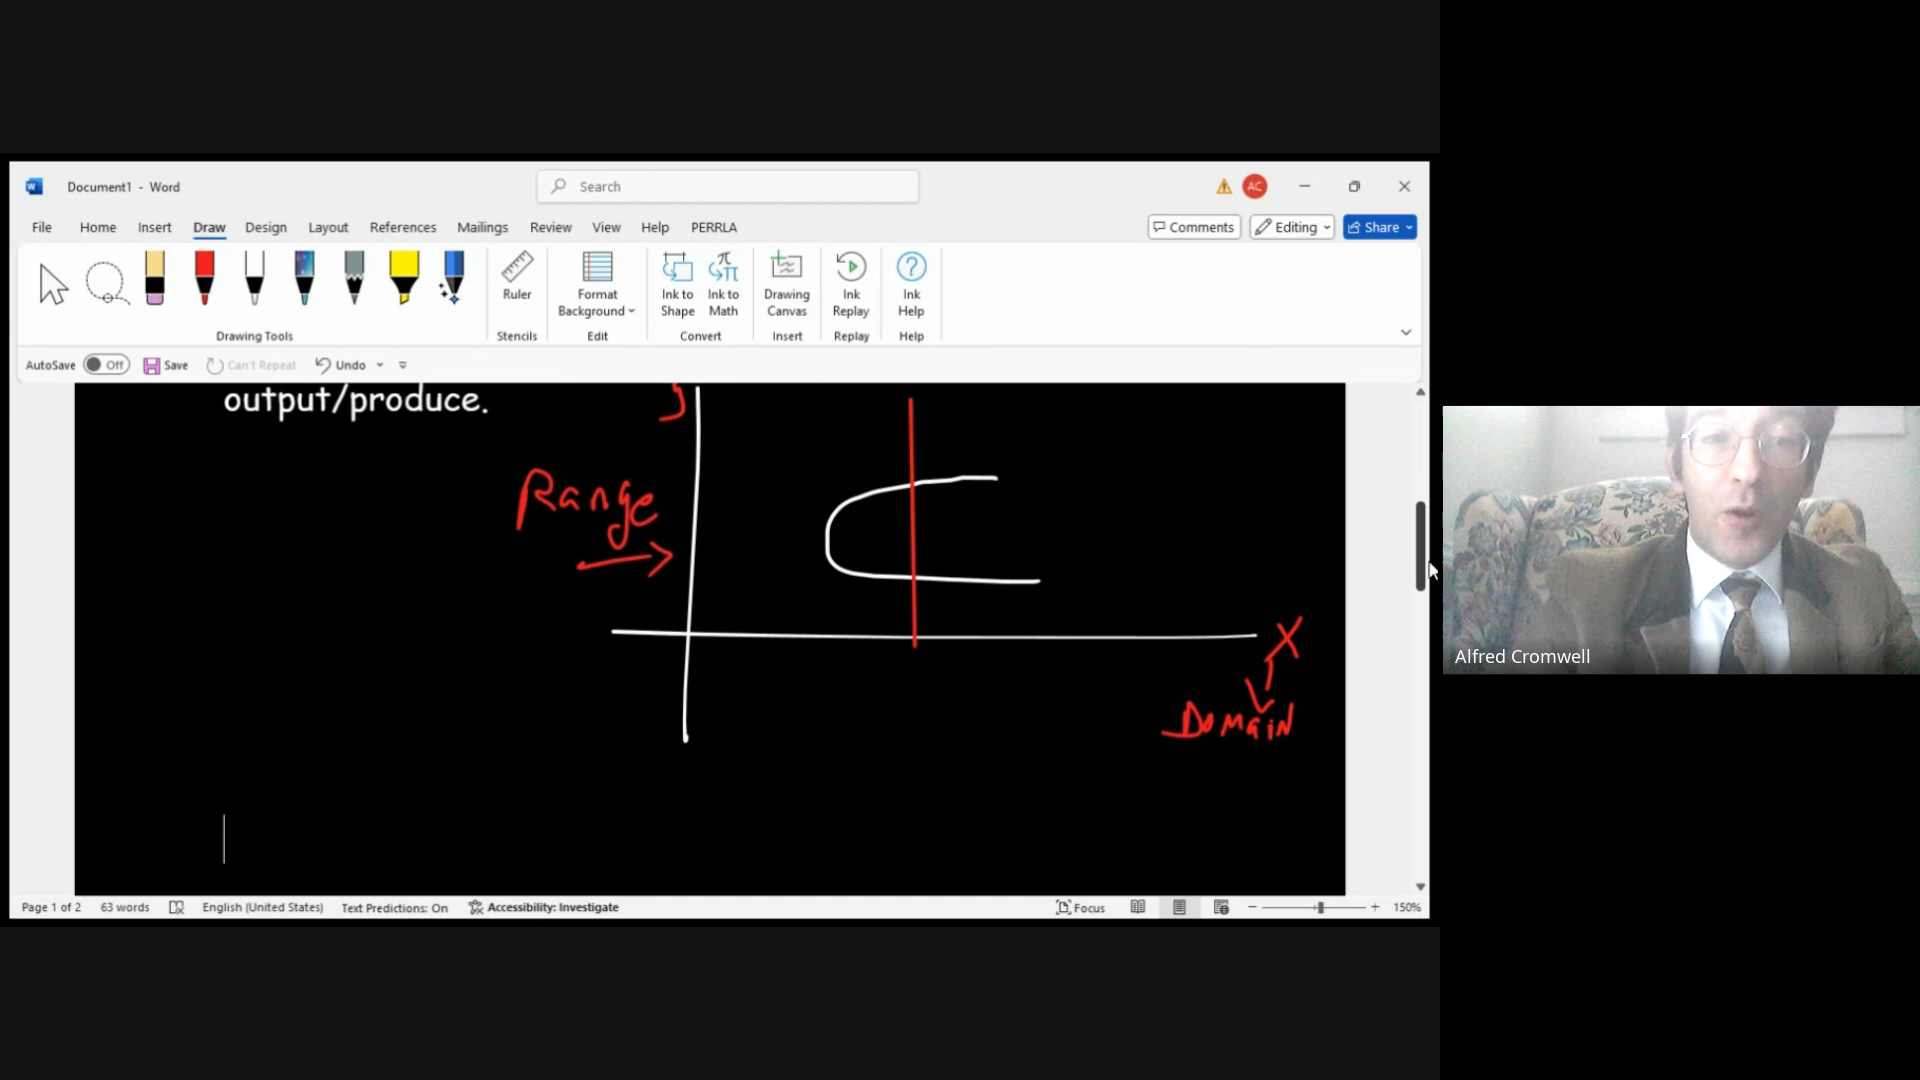 Document1 - Word
Search
AC
File Home Insert Draw Design Layout References Mailings Review View Help PERRLA
Comments Editing Share
Ruler
Format Background
Ink to Shape
Ink to Math
Drawing Canvas
Ink Replay
Ink Help
Drawing Tools Stencils Edit Convert Insert Replay Help
AutoSave Off Save Can't Repeat Undo
output/produce.
y
Range
X
Domain
Alfred Cromwell
Page 1 of 2 63 words English (United States) Text Predictions: On Accessibility: Investigate Focus 150%